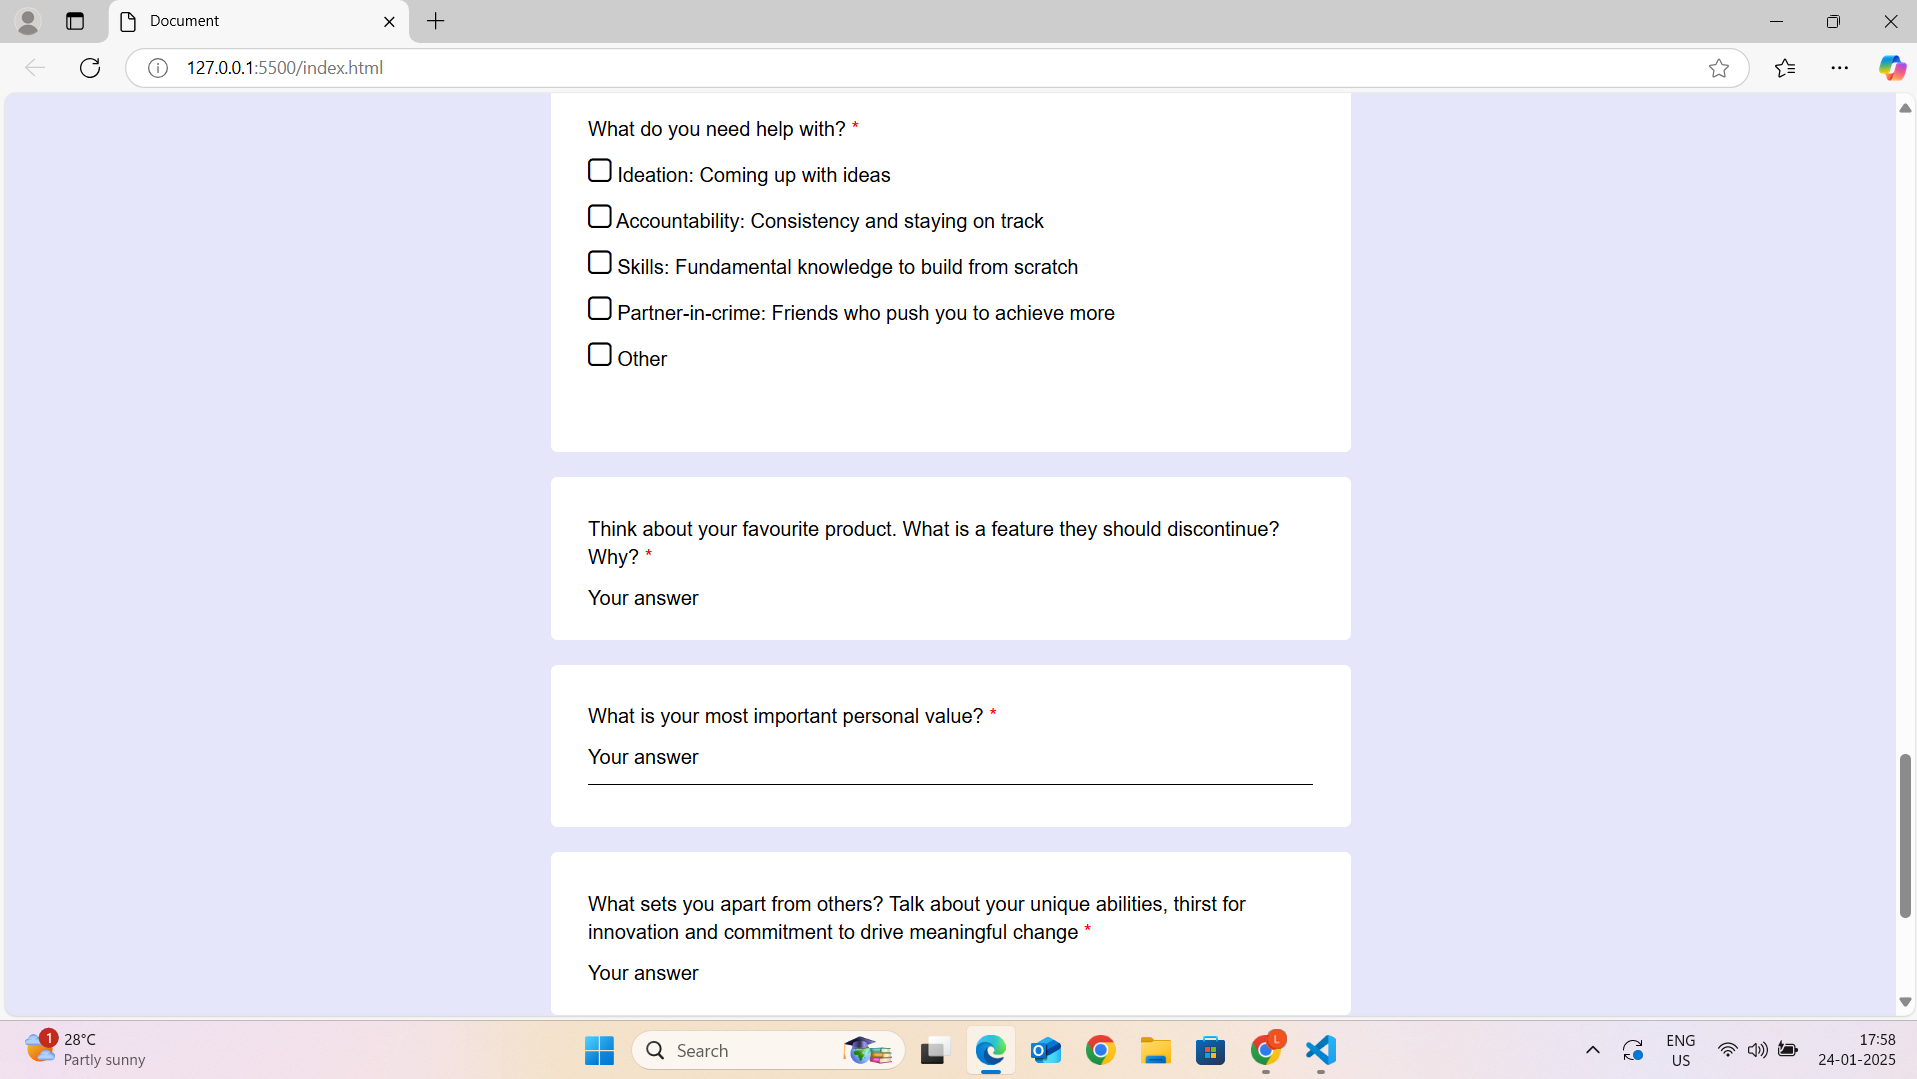 Document
127.0.0.1:5500/index.html
What do you need help with? *
Ideation: Coming up with ideas
Accountability: Consistency and staying on track
Skills: Fundamental knowledge to build from scratch
Partner-in-crime: Friends who push you to achieve more
Other
Think about your favourite product. What is a feature they should discontinue?
Why? *
Your answer
What is your most important personal value? *
Your answer
What sets you apart from others? Talk about your unique abilities, thirst for
innovation and commitment to drive meaningful change *
Your answer
1
28°C
Partly sunny
Search
L
ENG
US
17:58
24-01-2025